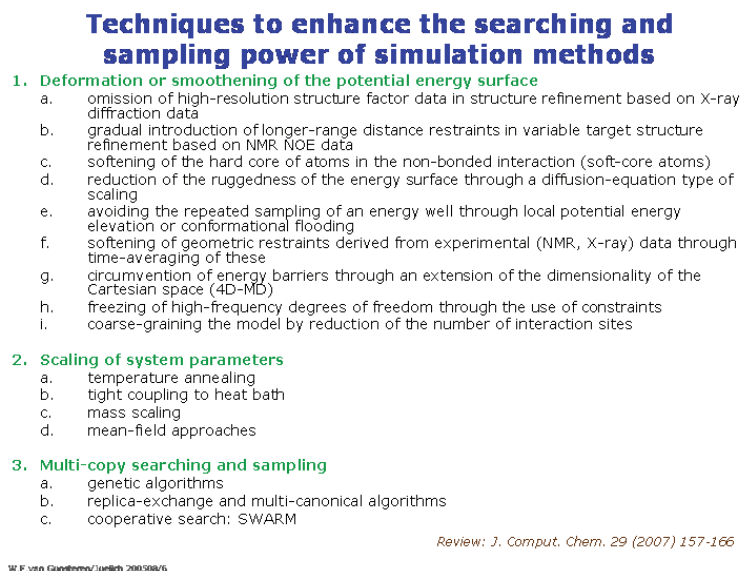 Techniques to enhance the searching and
sampling power of simulation methods
1. Deformation or smoothening of the potential energy surface
a. omission of high-resolution structure factor data in structure refinement based on X-ray
diffraction data
b. gradual introduction of longer-range distance restraints in variable target structure
refinement based on NMR NOE data
c. softening of the hard core of atoms in the non-bonded interaction (soft-core atoms)
d. reduction of the ruggedness of the energy surface through a diffusion-equation type of
scaling
e. avoiding the repeated sampling of an energy well through local potential energy
elevation or conformational flooding
f. softening of geometric restraints derived from experimental (NMR, X-ray) data through
time-averaging of these
g. circumvention of energy barriers through an extension of the dimensionality of the
Cartesian space (4D-MD)
h. freezing of high-frequency degrees of freedom through the use of constraints
i. coarse-graining the model by reduction of the number of interaction sites
2. Scaling of system parameters
a. temperature annealing
b. tight coupling to heat bath
c. mass scaling
d. mean-field approaches
3. Multi-copy searching and sampling
a. genetic algorithms
b. replica-exchange and multi-canonical algorithms
c. cooperative search: SWARM
Review: J. Comput. Chem. 29 (2007) 157-166
W.F. van Gunsteren/Juelich 200508/6